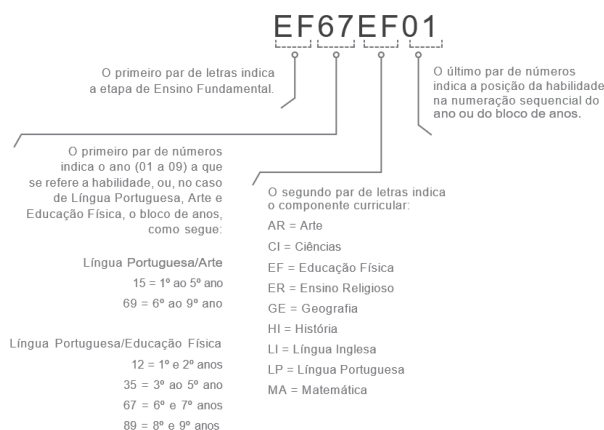 EF67EF01
O primeiro par de letras indica
a etapa de Ensino Fundamental.
O último par de números
indica a posição da habilidade
na numeração sequencial do
ano ou do bloco de anos.
O primeiro par de números
indica o ano (01 a 09) a que
se refere a habilidade, ou, no caso
de Língua Portuguesa, Arte e
Educação Física, o bloco de anos,
como segue:
Língua Portuguesa/Arte
15 = 1º ao 5º ano
69 = 6º ao 9º ano
Língua Portuguesa/Educação Física
12 = 1º e 2º anos
35 = 3º ao 5º ano
67 = 6º e 7º anos
89 = 8º e 9º anos
O segundo par de letras indica
o componente curricular:
AR = Arte
CI = Ciências
EF = Educação Física
ER = Ensino Religioso
GE = Geografia
HI = História
LI = Língua Inglesa
LP = Língua Portuguesa
MA = Matemática